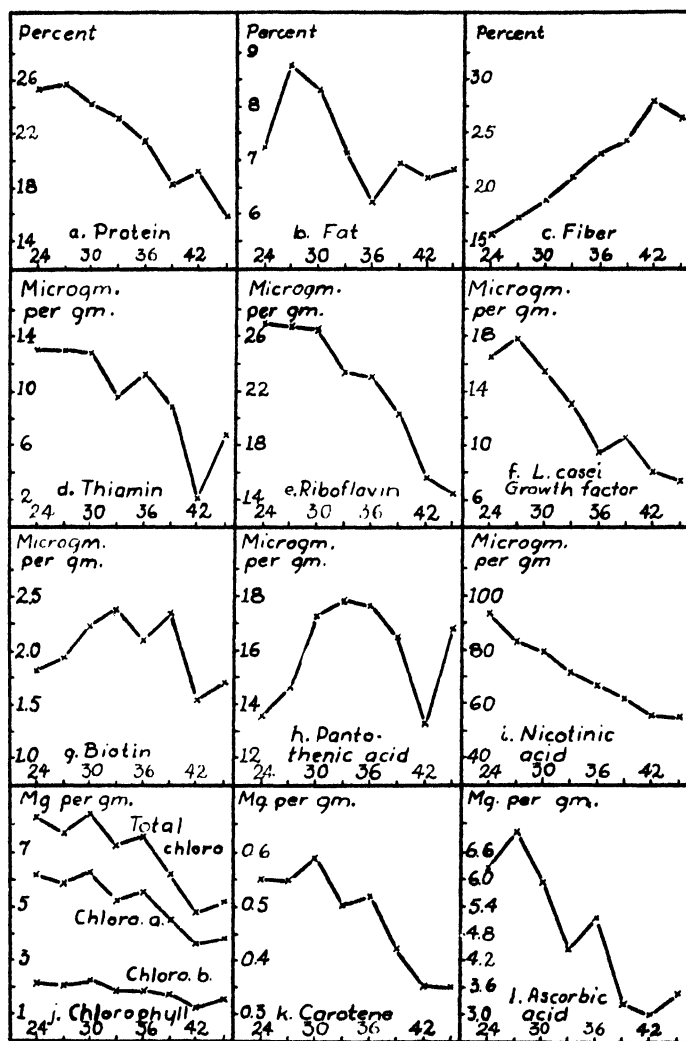 Percent
26
22
18
14
a. Protein
24 30 36 42
Percent
9
8
7
6
b. Fat
24 30 36 42
Percent
30
2.5
20
15
c. Fiber
24 30 36 42
Microgm.
per gm.
14
10
6
2
d. Thiamin
24 30 36 42
Microgm.
per gm.
26
22
18
14
e. Riboflavin
24 30 36 42
Microgm.
per gm.
18
14
10
6
f. L. casei
Growth factor
24 30 36 42
Microgm.
per gm.
2.5
2.0
1.5
1.0
g. Biotin
24 30 36 42
Microgm.
per gm.
18
16
14
12
h. Panto-
thenic acid
24 30 36 42
Microgm.
per gm
100
80
60
40
i. Nicotinic
acid
24 30 36 42
Mg per gm.
7
5
3
1
Total
chloro
Chloro. a.
Chloro. b.
j. Chlorophyll
24 30 36 42
Mg. per gm.
0.6
0.5
0.4
0.3
k. Carotene
24 30 36 42
Mg. per gm.
6.6
6.0
5.4
4.8
4.2
3.6
3.0
l. Ascorbic
acid
24 30 36 42